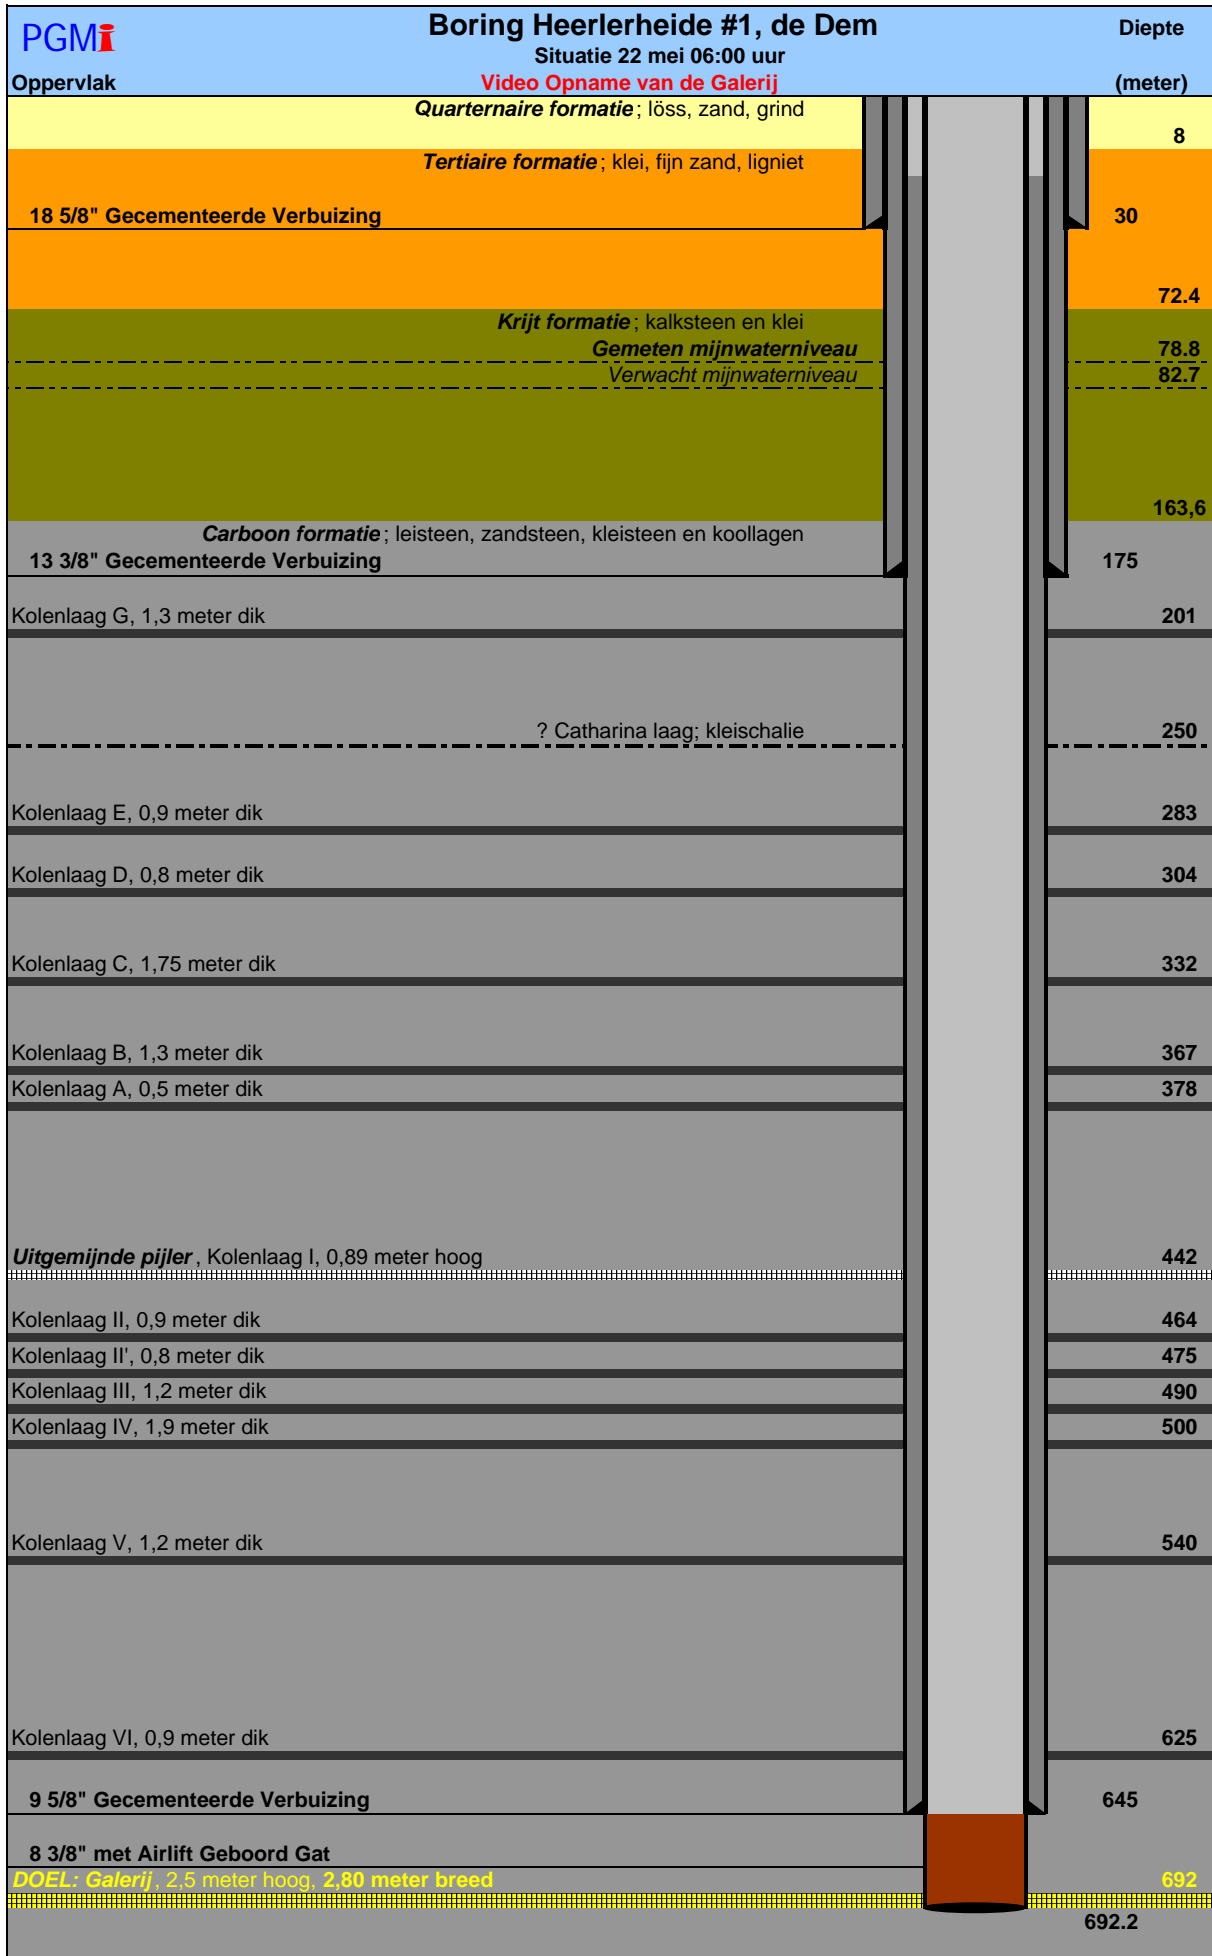 PGMi
Boring Heerlerheide #1, de Dem
Diepte
Situatie 22 mei 06:00 uur
Oppervlak
Video Opname van de Galerij
(meter)
Quarternaire formatie; löss, zand, grind
8
Tertiaire formatie; klei, fijn zand, ligniet
18 5/8" Gecementeerde Verbuizing
30
72.4
Krijt formatie; kalksteen en klei
Gemeten mijnwaterniveau
78.8
Verwacht mijnwaterniveau
82.7
163,6
Carboon formatie; leisteen, zandsteen, kleisteen en koollagen
13 3/8" Gecementeerde Verbuizing
175
Kolenlaag G, 1,3 meter dik
201
? Catharina laag; kleischalie
250
Kolenlaag E, 0,9 meter dik
283
Kolenlaag D, 0,8 meter dik
304
Kolenlaag C, 1,75 meter dik
332
Kolenlaag B, 1,3 meter dik
367
Kolenlaag A, 0,5 meter dik
378
Uitgemijnde pijler, Kolenlaag I, 0,89 meter hoog
442
Kolenlaag II, 0,9 meter dik
464
Kolenlaag II', 0,8 meter dik
475
Kolenlaag III, 1,2 meter dik
490
Kolenlaag IV, 1,9 meter dik
500
Kolenlaag V, 1,2 meter dik
540
Kolenlaag VI, 0,9 meter dik
625
9 5/8" Gecementeerde Verbuizing
645
8 3/8" met Airlift Geboord Gat
DOEL: Galerij, 2,5 meter hoog, 2,80 meter breed
692
692.2